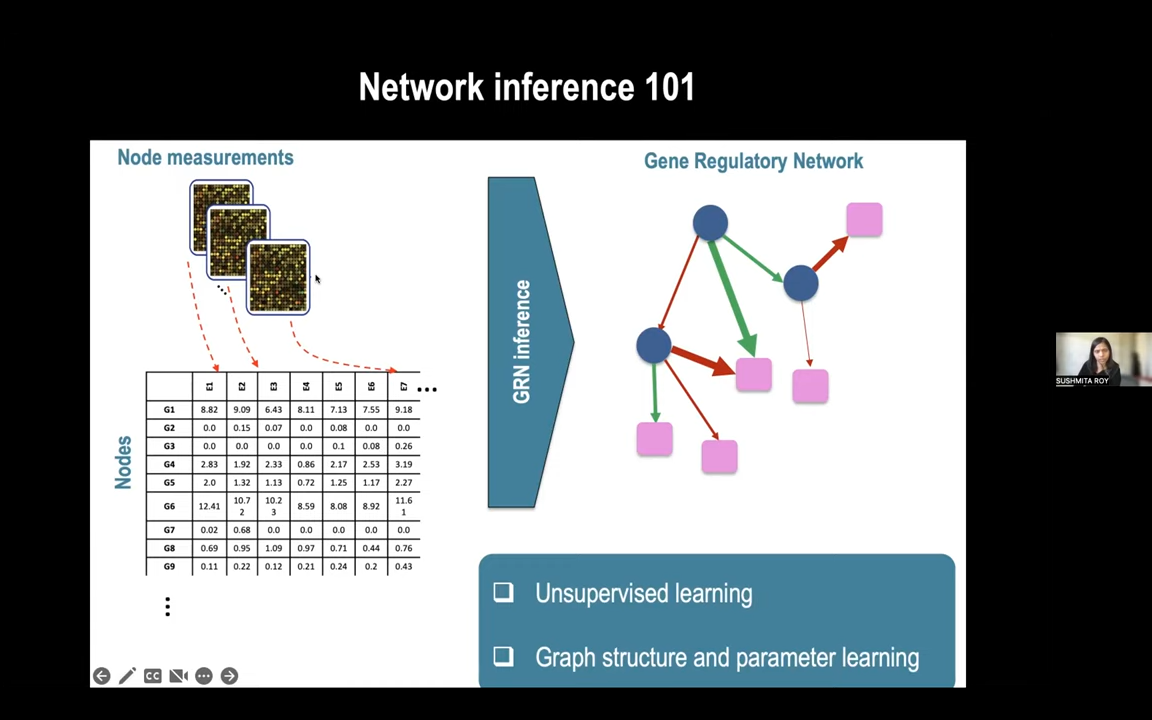 Network inference 101
Node measurements
Gene Regulatory Network
GRN inference
Nodes
E1 E2 E3 E4 E5 E6 E7 ...
G1 8.82 9.09 6.43 8.11 7.13 7.55 9.18
G2 0.0 0.15 0.07 0.0 0.08 0.0 0.0
G3 0.0 0.0 0.0 0.0 0.1 0.08 0.26
G4 2.83 1.92 2.33 0.86 2.17 2.53 3.19
G5 2.0 1.32 1.13 0.72 1.25 1.17 2.27
G6 12.41 10.72 10.23 8.59 8.08 8.92 11.61
G7 0.02 0.68 0.0 0.0 0.0 0.0 0.0
G8 0.69 0.95 1.09 0.97 0.71 0.44 0.76
G9 0.11 0.22 0.12 0.21 0.24 0.2 0.43
Unsupervised learning
Graph structure and parameter learning
CC
SUSHMITA ROY